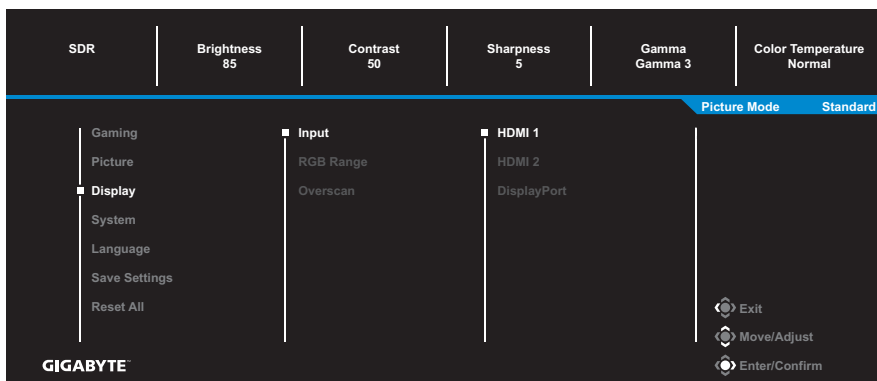 SDR
Brightness
85
Contrast
50
Sharpness
5
Gamma
Gamma 3
Color Temperature
Normal
Picture Mode Standard
Gaming
Picture
Display
System
Language
Save Settings
Reset All
Input
RGB Range
Overscan
HDMI 1
HDMI 2
DisplayPort
Exit
Move/Adjust
Enter/Confirm
GIGABYTE™